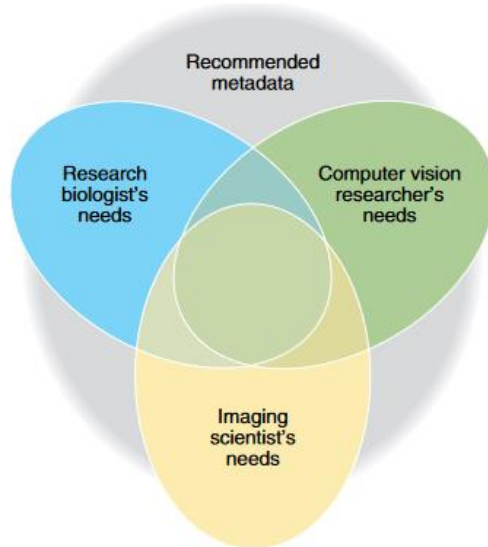 Recommended
metadata
Research
biologist's
needs
Computer vision
researcher's
needs
Imaging
scientist's
needs